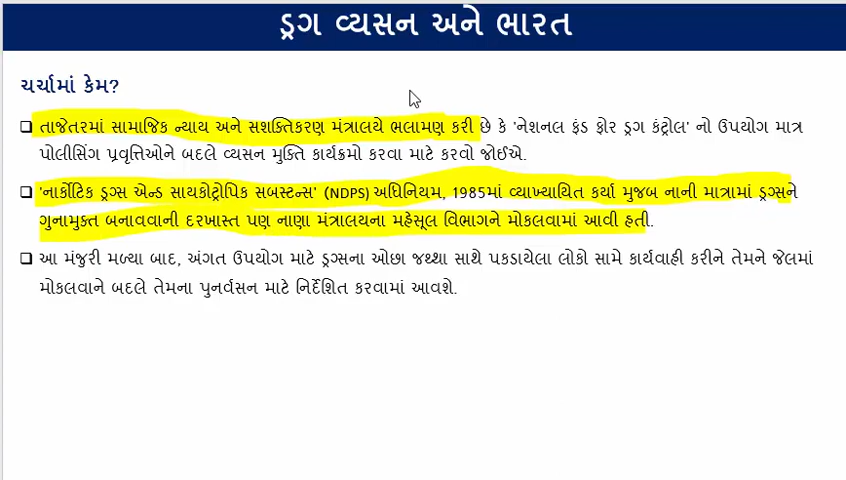 ડ્રગ વ્યસન અને ભારત
ચર્ચામાં કેમ?
❑ તાજેતરમાં સામાજિક ન્યાય અને સશક્તિકરણ મંત્રાલયે ભલામણ કરી છે કે 'નેશનલ ફંડ ફોર ડ્રગ કંટ્રોલ' નો ઉપયોગ માત્ર
પોલીસિંગ પ્રવૃત્તિઓને બદલે વ્યસન મુક્તિ કાર્યક્રમો કરવા માટે કરવો જોઈએ.
❑ 'નાર્કોટિક ડ્રગ્સ એન્ડ સાયકોટ્રોપિક સબસ્ટન્સ' (NDPS) અધિનિયમ, 1985માં વ્યાખ્યાયિત કર્યા મુજબ નાની માત્રામાં ડ્રગ્સને
ગુનામુક્ત બનાવવાની દરખાસ્ત પણ નાણા મંત્રાલયના મહેસૂલ વિભાગને મોકલવામાં આવી હતી.
❑ આ મંજુરી મળ્યા બાદ, અંગત ઉપયોગ માટે ડ્રગ્સના ઓછા જથ્થા સાથે પકડાયેલા લોકો સામે કાર્યવાહી કરીને તેમને જેલમાં
મોકલવાને બદલે તેમના પુનર્વસન માટે નિર્દેશિત કરવામાં આવશે.